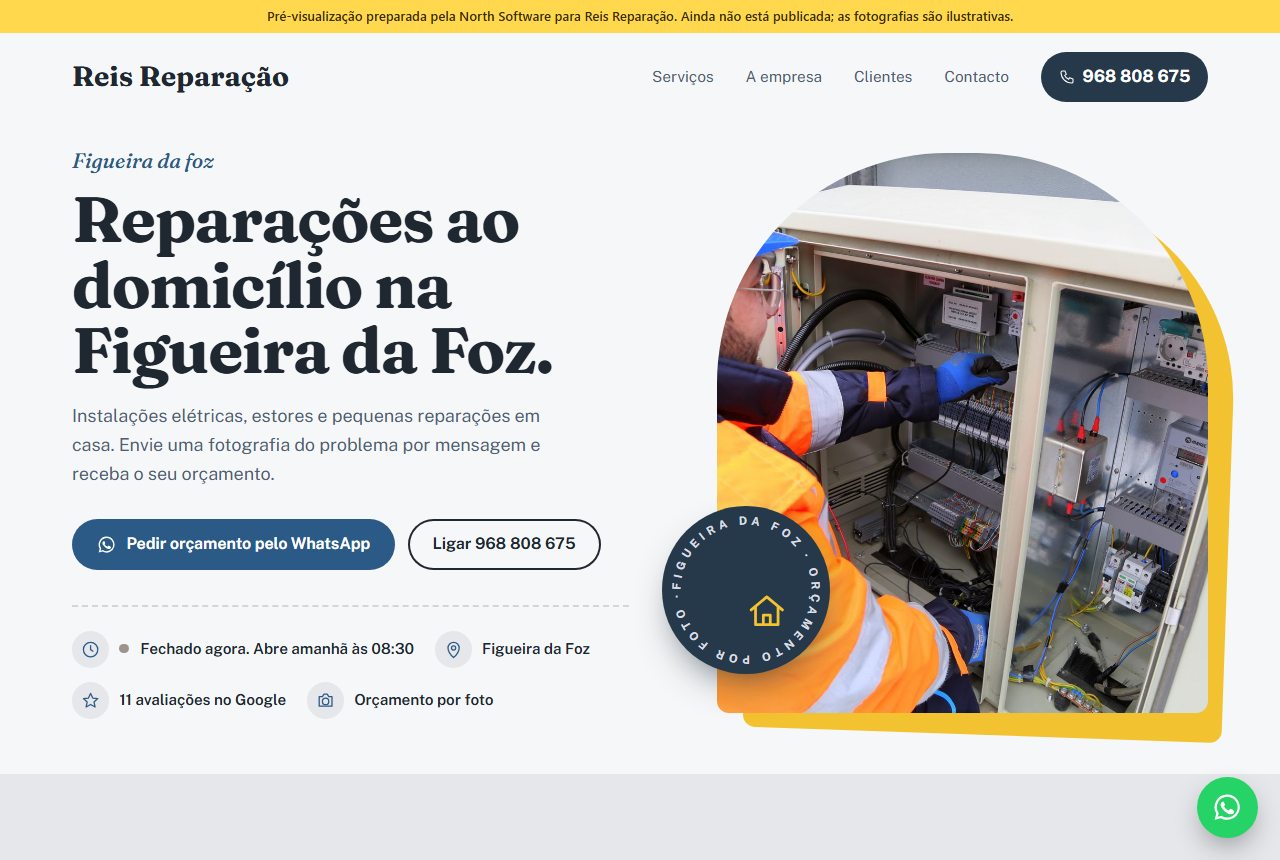 Pré-visualização preparada pela North Software para Reis Reparação. Ainda não está publicada; as fotografias são ilustrativas.
Reis Reparação
Serviços
A empresa
Clientes
Contacto
968 808 675
Figueira da foz
Reparações ao
domicílio na
Figueira da Foz.
Instalações elétricas, estores e pequenas reparações em
casa. Envie uma fotografia do problema por mensagem e
receba o seu orçamento.
Pedir orçamento pelo WhatsApp
Ligar 968 808 675
FIGUEIRA DA FOZ · ORÇAMENTO POR FOTO ·
Fechado agora. Abre amanhã às 08:30
Figueira da Foz
11 avaliações no Google
Orçamento por foto